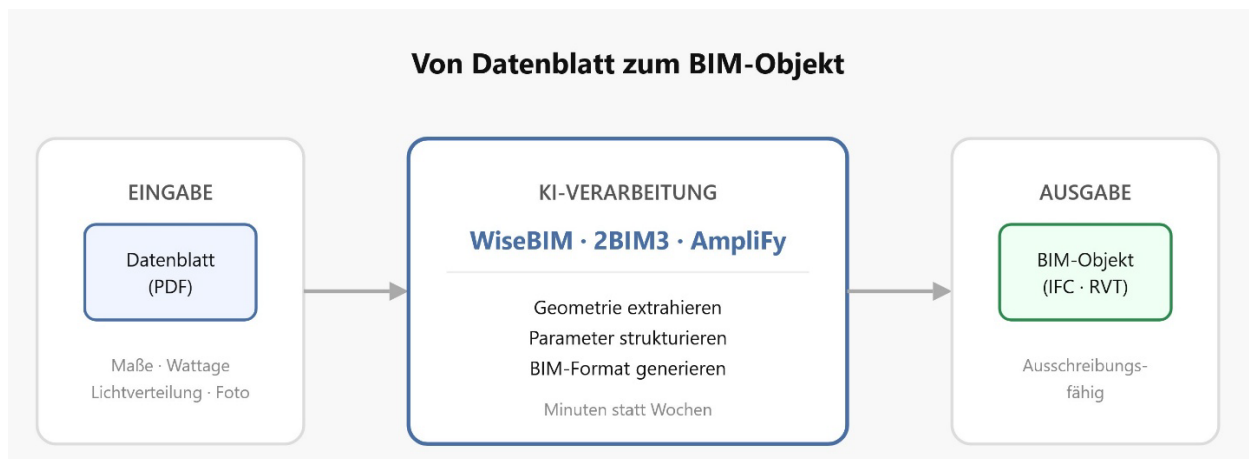 Von Datenblatt zum BIM-Objekt
EINGABE
Datenblatt
(PDF)
Maße · Wattage
Lichtverteilung · Foto
KI-VERARBEITUNG
WiseBIM · 2BIM3 · AmpliFy
Geometrie extrahieren
Parameter strukturieren
BIM-Format generieren
Minuten statt Wochen
AUSGABE
BIM-Objekt
(IFC · RVT)
Ausschreibungs-
fähig